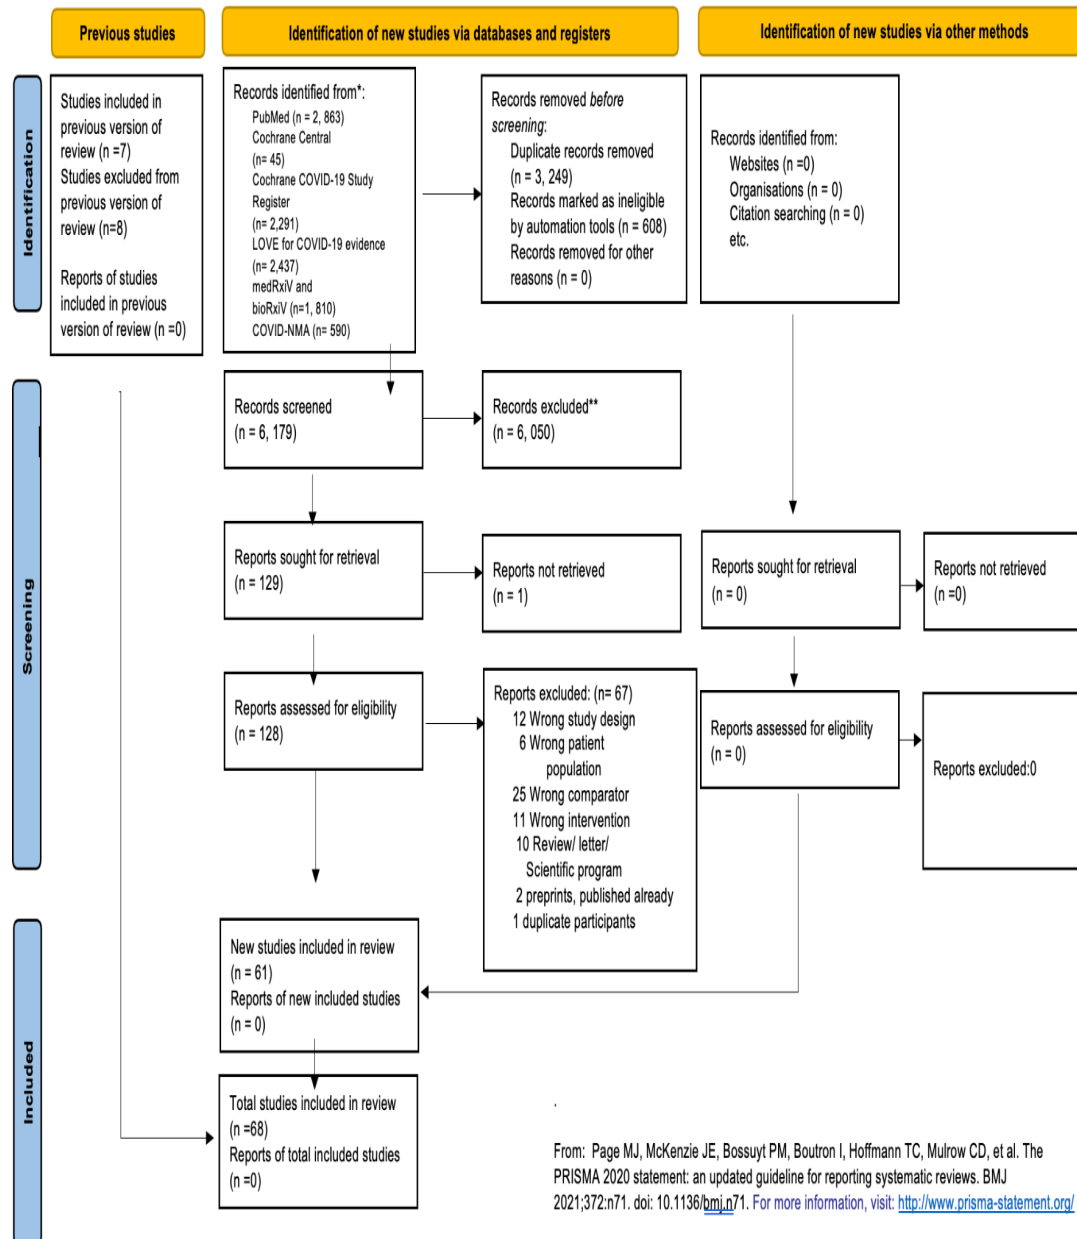 Previous studies
Identification of new studies via databases and registers
Identification of new studies via other methods
Identification
Studies included in
previous version of
review (n =7)
Studies excluded from
previous version of
review (n=8)
Reports of studies
included in previous
version of review (n =0)
Records identified from*:
PubMed (n = 2, 863)
Cochrane Central
(n= 45)
Cochrane COVID-19 Study
Register
(n = 2,291)
LOVE for COVID-19 evidence
(n= 2,437)
medRxiV and
bioRxiV (n=1, 810)
COVID-NMA (n= 590)
Records removed before
screening:
Duplicate records removed
(n = 3, 249)
Records marked as ineligible
by automation tools (n = 608)
Records removed for other
reasons (n = 0)
Records identified from:
Websites (n =0)
Organisations (n = 0)
Citation searching (n = 0)
etc.
Screening
Records screened
(n = 6, 179)
Records excluded**
(n = 6, 050)
Reports sought for retrieval
(n = 129)
Reports not retrieved
(n = 1)
Reports sought for retrieval
(n = 0)
Reports not retrieved
(n =0)
Reports assessed for eligibility
(n = 128)
Reports excluded: (n= 67)
12 Wrong study design
6 Wrong patient
population
25 Wrong comparator
11 Wrong intervention
10 Review/ letter/
Scientific program
2 preprints, published already
1 duplicate participants
Reports assessed for eligibility
(n = 0)
Reports excluded:0
Included
New studies included in review
(n = 61)
Reports of new included studies
(n = 0)
Total studies included in review
(n =68)
Reports of total included studies
(n =0)
.
From: Page MJ, McKenzie JE, Bossuyt PM, Boutron I, Hoffmann TC, Mulrow CD, et al. The
PRISMA 2020 statement: an updated guideline for reporting systematic reviews. BMJ
2021;372:n71. doi: 10.1136/bmj.n71. For more information, visit: http://www.prisma-statement.org/